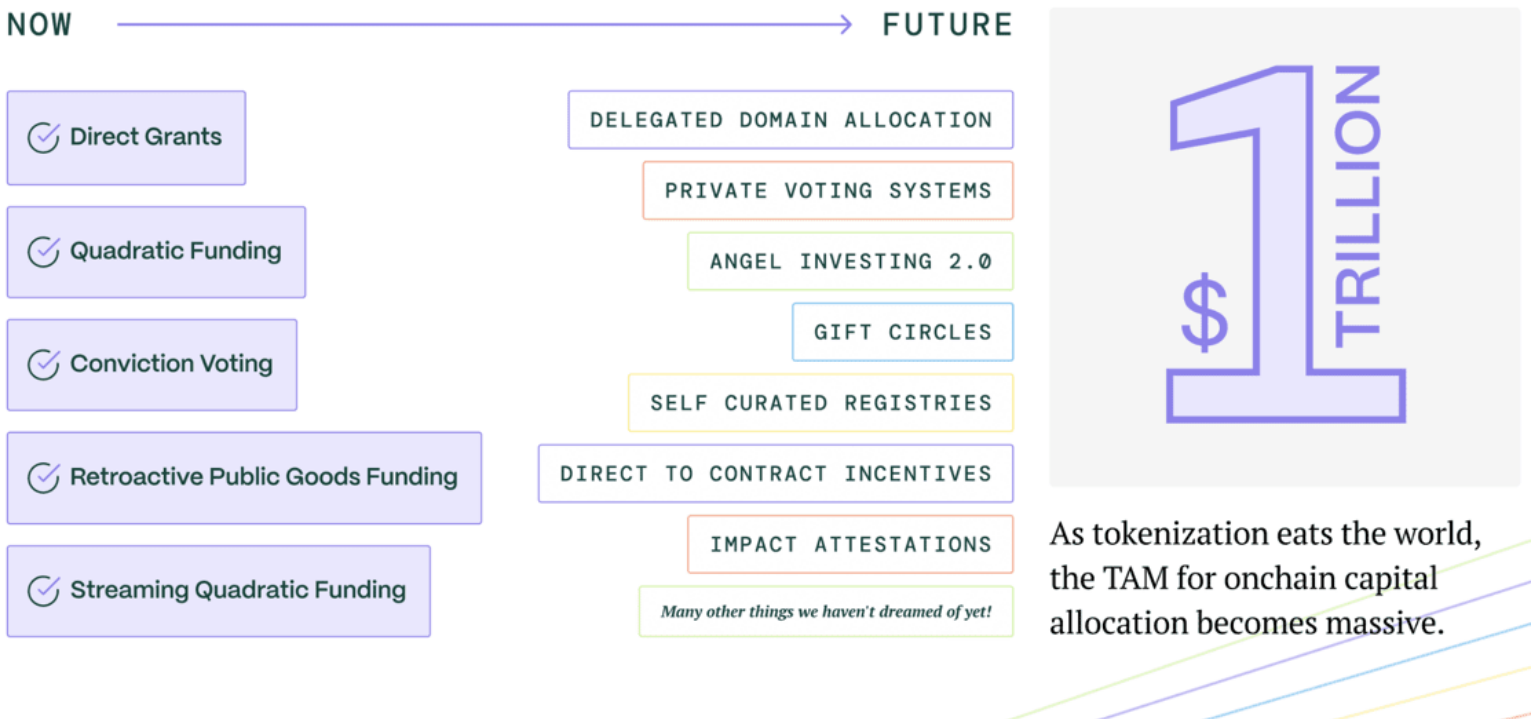 NOW
FUTURE
Direct Grants
Quadratic Funding
Conviction Voting
Retroactive Public Goods Funding
Streaming Quadratic Funding
DELEGATED DOMAIN ALLOCATION
PRIVATE VOTING SYSTEMS
ANGEL INVESTING 2.0
GIFT CIRCLES
SELF CURATED REGISTRIES
DIRECT TO CONTRACT INCENTIVES
IMPACT ATTESTATIONS
Many other things we haven't dreamed of yet!
$1 TRILLION
As tokenization eats the world,
the TAM for onchain capital
allocation becomes massive.